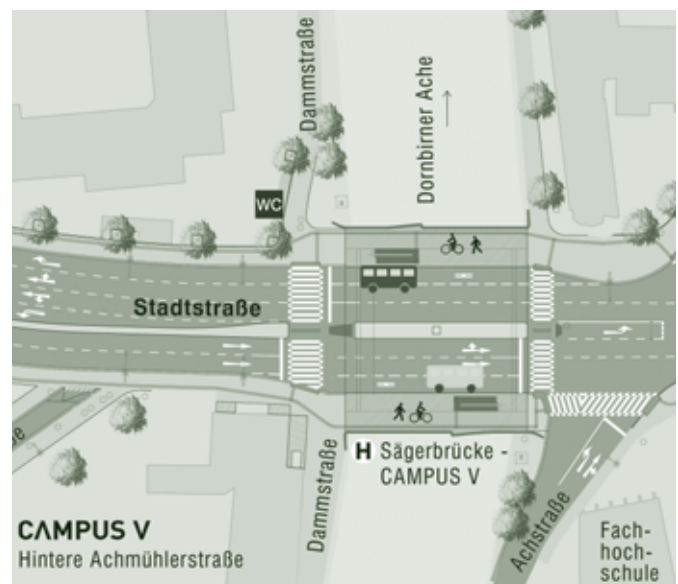 Dammstraße
Dornbirner Ache
WC
Stadtstraße
H Sägerbrücke -
CAMPUS V
Dammstraße
Achstraße
CAMPUS V
Hintere Achmühlerstraße
Fach-
hoch-
schule